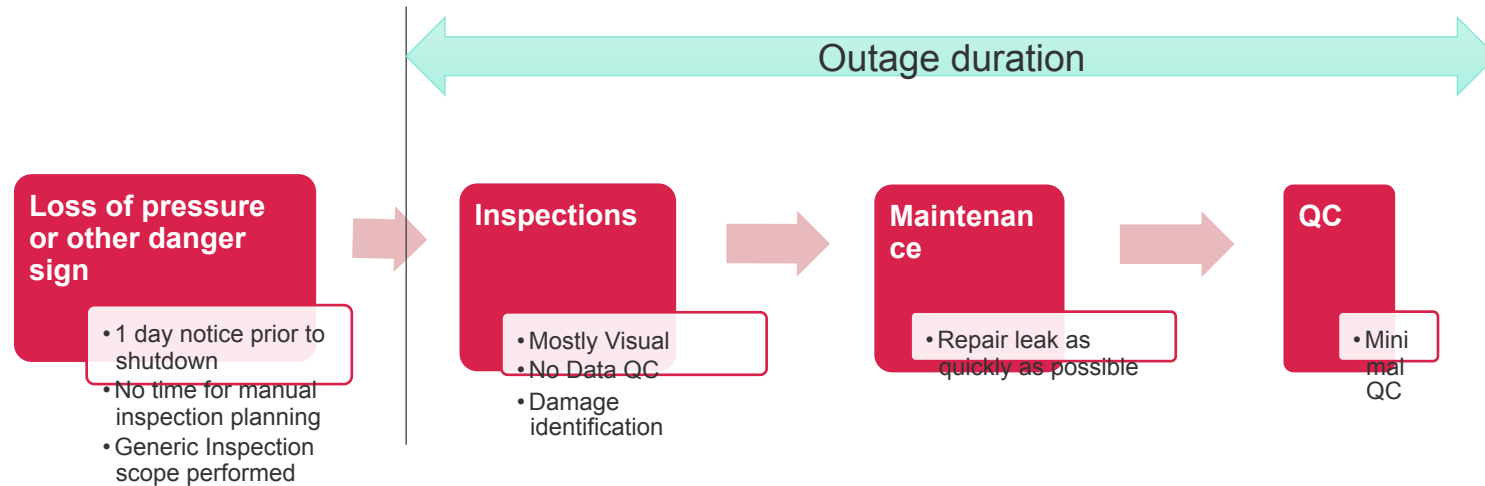 Outage duration
Loss of pressure
or other danger
sign
• 1 day notice prior to
shutdown
• No time for manual
inspection planning
• Generic Inspection
scope performed
Inspections
• Mostly Visual
• No Data QC
• Damage
identification
Maintenan
ce
• Repair leak as
quickly as possible
QC
• Mini
mal
QC